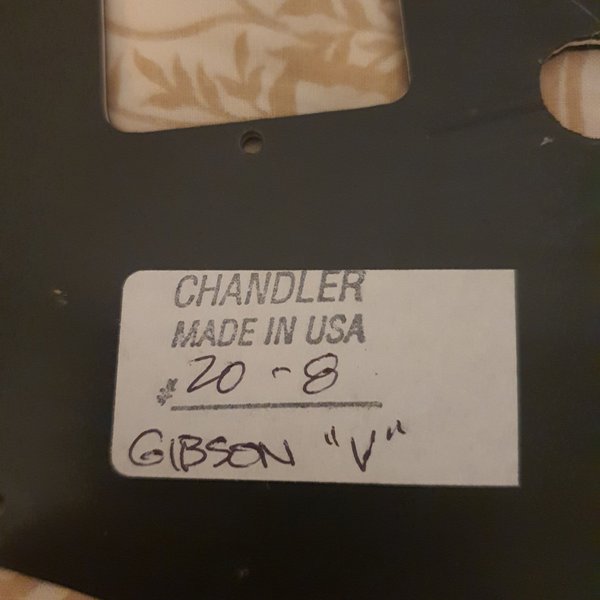 CHANDLER
MADE IN USA
# 20-8
GIBSON "V"